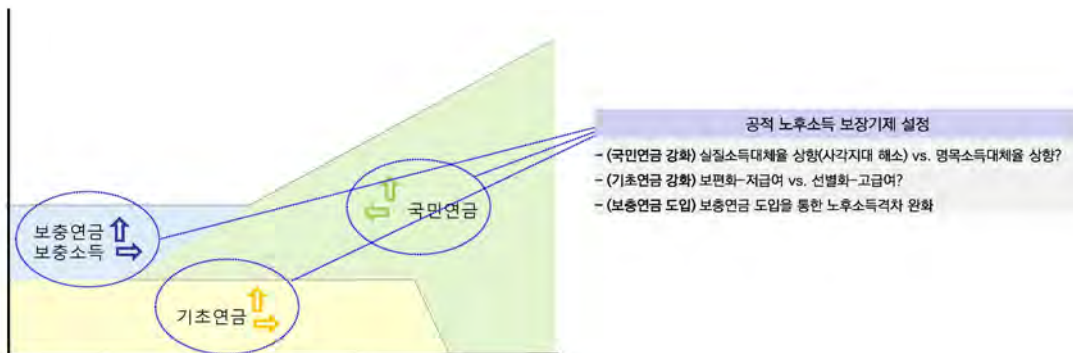 공적 노후소득 보장기제 설정
- (국민연금 강화) 실질소득대체율 상향(사각지대 해소) vs. 명목소득대체율 상향?
- (기초연금 강화) 보편화-저급여 vs. 선별화-고급여?
- (보충연금 도입) 보충연금 도입을 통한 노후소득격차 완화
국민연금
보충연금
보충소득
기초연금